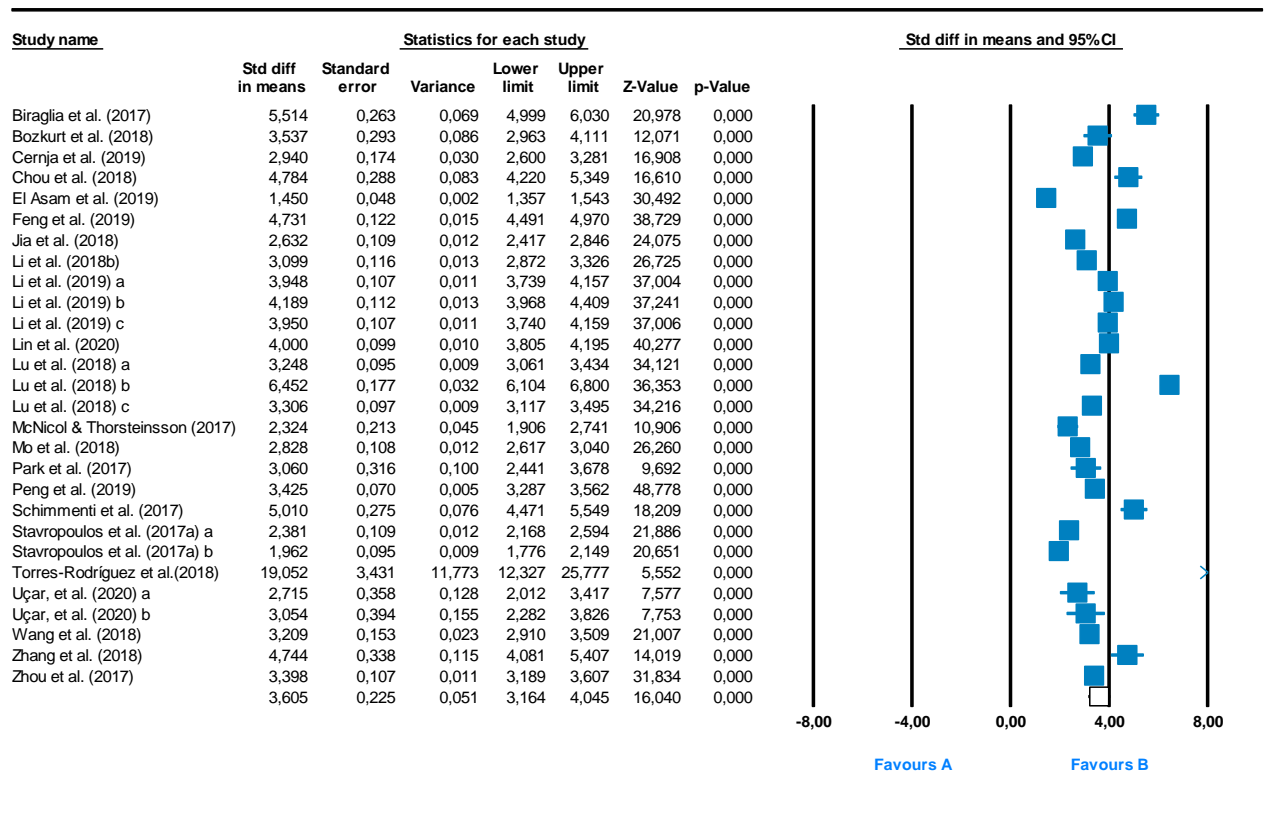 Study name Statistics for each study Std diff in means and 95%CI
Std diff Standard Lower Upper
in means error Variance limit limit Z-Value p-Value
Biraglia et al. (2017) 5,514 0,263 0,069 4,999 6,030 20,978 0,000
Bozkurt et al. (2018) 3,537 0,293 0,086 2,963 4,111 12,071 0,000
Cernja et al. (2019) 2,940 0,174 0,030 2,600 3,281 16,908 0,000
Chou et al. (2018) 4,784 0,288 0,083 4,220 5,349 16,610 0,000
El Asam et al. (2019) 1,450 0,048 0,002 1,357 1,543 30,492 0,000
Feng et al. (2019) 4,731 0,122 0,015 4,491 4,970 38,729 0,000
Jia et al. (2018) 2,632 0,109 0,012 2,417 2,846 24,075 0,000
Li et al. (2018b) 3,099 0,116 0,013 2,872 3,326 26,725 0,000
Li et al. (2019) a 3,948 0,107 0,011 3,739 4,157 37,004 0,000
Li et al. (2019) b 4,189 0,112 0,013 3,968 4,409 37,241 0,000
Li et al. (2019) c 3,950 0,107 0,011 3,740 4,159 37,006 0,000
Lin et al. 2020) 4,000 0,099 0,010 3,805 4,195 40,277 0,000
Lu et al. (2018) a 3,248 0,095 0,009 3,061 3,434 34,121 0,000
Lu et al. (2018) b 6,452 0,177 0,032 6,104 6,800 36,353 0,000
Lu et al. (2018) c 3,306 0,097 0,009 3,117 3,495 34,216 0,000
McNicol & Thorsteinsson (2017) 2,324 0,213 0,045 1,906 2,741 10,906 0,000
Mo et al. (2018) 2,828 0,108 0,012 2,617 3,040 26,260 0,000
Park et al. (2017) 3,060 0,316 0,100 2,441 3,678 9,692 0,000
Peng et al. (2019) 3,425 0,070 0,005 3,287 3,562 48,778 0,000
Schimmenti et al. (2017) 5,010 0,275 0,076 4,471 5,549 18,209 0,000
Stavropoulos et al. (2017a) a 2,381 0,109 0,012 2,168 2,594 21,886 0,000
Stavropoulos et al. (2017a) b 1,962 0,095 0,009 1,776 2,149 20,651 0,000
Torres-Rodríguez et al.(2018) 19,052 3,431 11,773 12,327 25,777 5,552 0,000
Uçar, et al. (2020) a 2,715 0,358 0,128 2,012 3,417 7,577 0,000
Uçar, et al. (2020) b 3,054 0,394 0,155 2,282 3,826 7,753 0,000
Wang et al. (2018) 3,209 0,153 0,023 2,910 3,509 21,007 0,000
Zhang et al. (2018) 4,744 0,338 0,115 4,081 5,407 14,019 0,000
Zhou et al. (2017) 3,398 0,107 0,011 3,189 3,607 31,834 0,000
3,605 0,225 0,051 3,164 4,045 16,040 0,000
-8,00 -4,00 0,00 4,00 8,00
Favours A Favours B